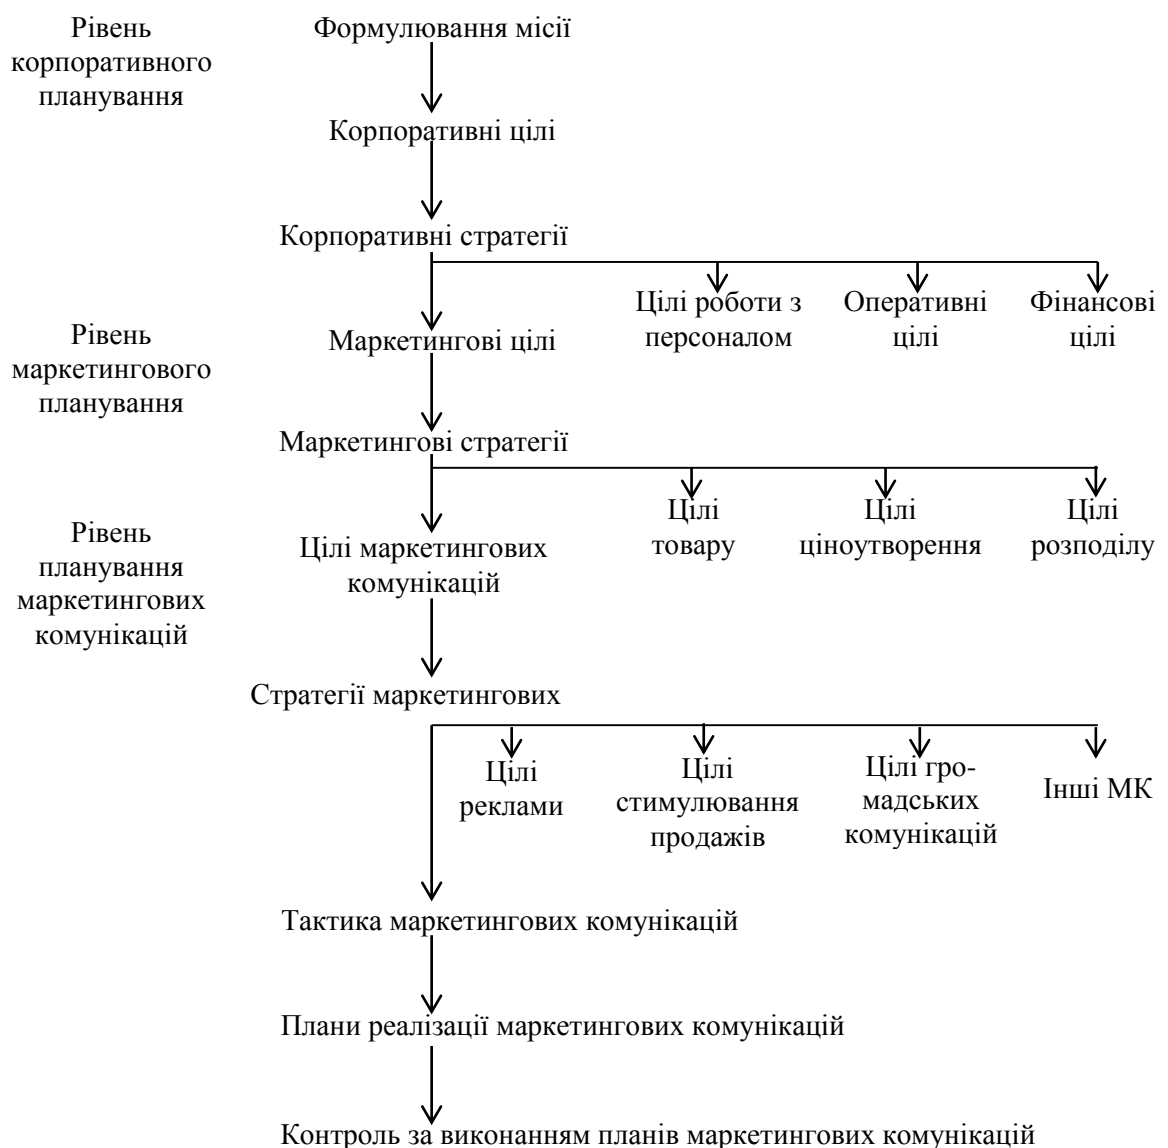 Рівень
корпоративного
планування
Формулювання місії
Корпоративні цілі
Корпоративні стратегії
Цілі роботи з
персоналом
Оперативні
цілі
Фінансові
цілі
Рівень
маркетингового
планування
Маркетингові цілі
Маркетингові стратегії
Цілі
товару
Цілі
ціноутворення
Цілі
розподілу
Рівень
планування
маркетингових
комунікацій
Цілі маркетингових
комунікацій
Стратегії маркетингових
Цілі
реклами
Цілі
стимулювання
продажів
Цілі гро-
мадських
комунікацій
Інші МК
Тактика маркетингових комунікацій
Плани реалізації маркетингових комунікацій
Контроль за виконанням планів маркетингових комунікацій